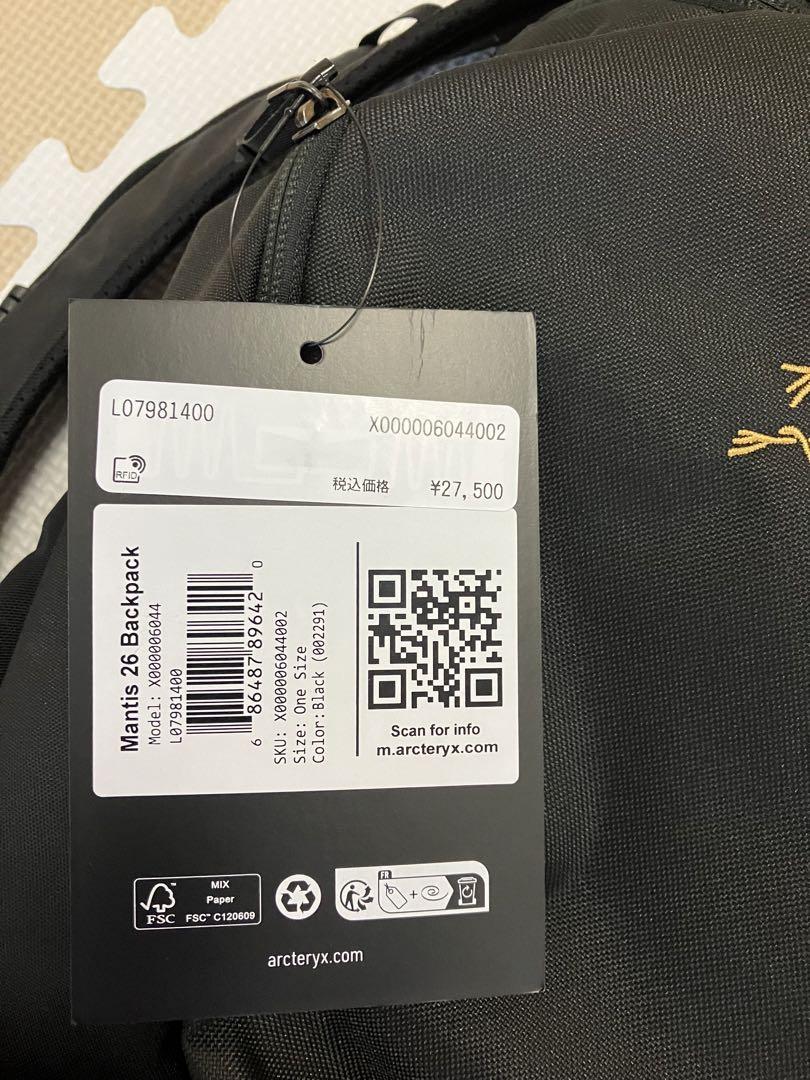 L07981400
X000006044002
RFID
税込価格 ¥27,500
Mantis 26 Backpack
Model: X000006044
L07981400
6 86487 89642 0
SKU: X000006044002
Size: One Size
Color:Black (002291)
Scan for info
m.arcteryx.com
FSC™
MIX
Paper
FSC™ C120609
FR
+
arcteryx.com